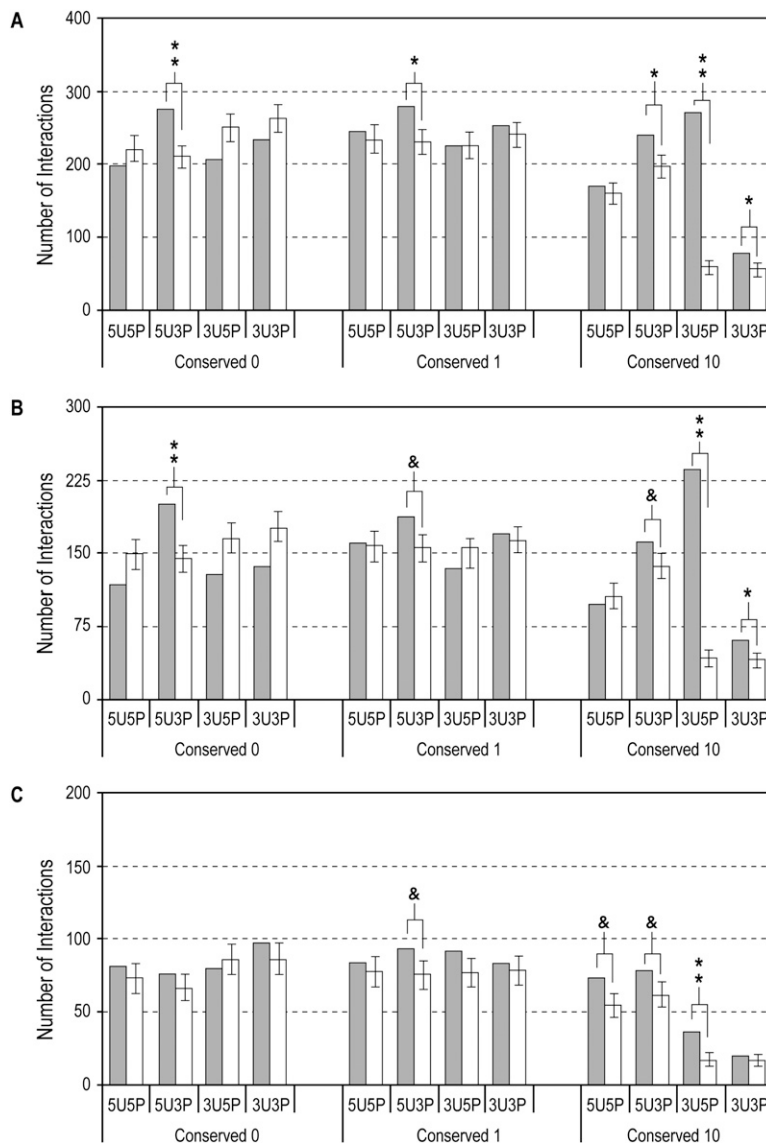 A
400
**
*
**
300
*
200
*
100
0
Number of Interactions
5U5P 5U3P 3U5P 3U3P 5U5P 5U3P 3U5P 3U3P 5U5P 5U3P 3U5P 3U3P
Conserved 0 Conserved 1 Conserved 10
B
300
**
**
225
&
&
150
*
75
0
Number of Interactions
5U5P 5U3P 3U5P 3U3P 5U5P 5U3P 3U5P 3U3P 5U5P 5U3P 3U5P 3U3P
Conserved 0 Conserved 1 Conserved 10
C
200
150
&
& &
100
**
50
0
Number of Interactions
5U5P 5U3P 3U5P 3U3P 5U5P 5U3P 3U5P 3U3P 5U5P 5U3P 3U5P 3U3P
Conserved 0 Conserved 1 Conserved 10